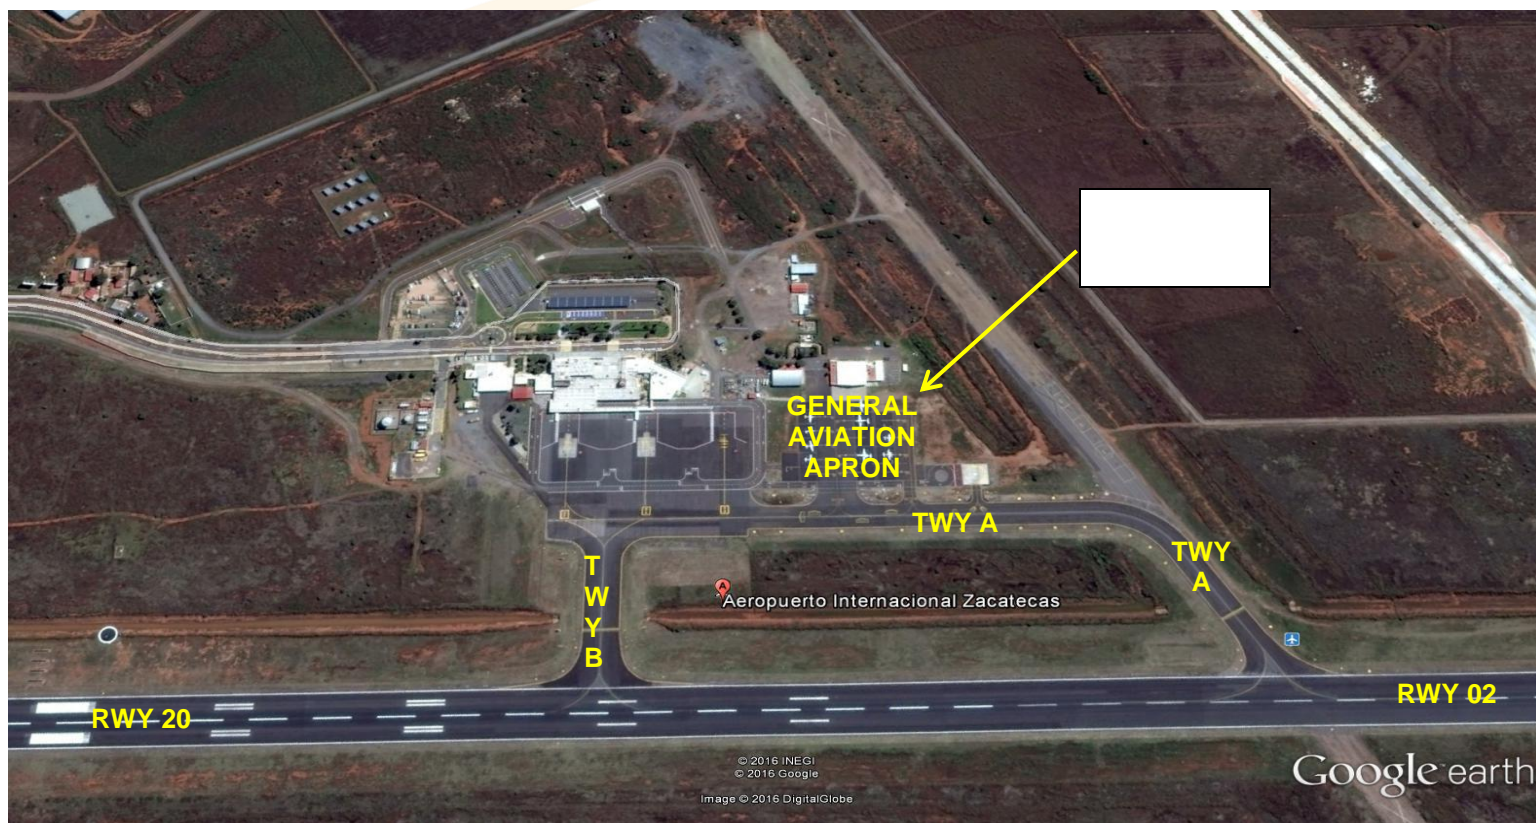 GENERAL
AVIATION
APRON
TWY A
TWY
A
T
W
Y
B
A
Aeropuerto Internacional Zacatecas
RWY 20
RWY 02
© 2016 INEGI
© 2016 Google
Image © 2016 DigitalGlobe
Google earth